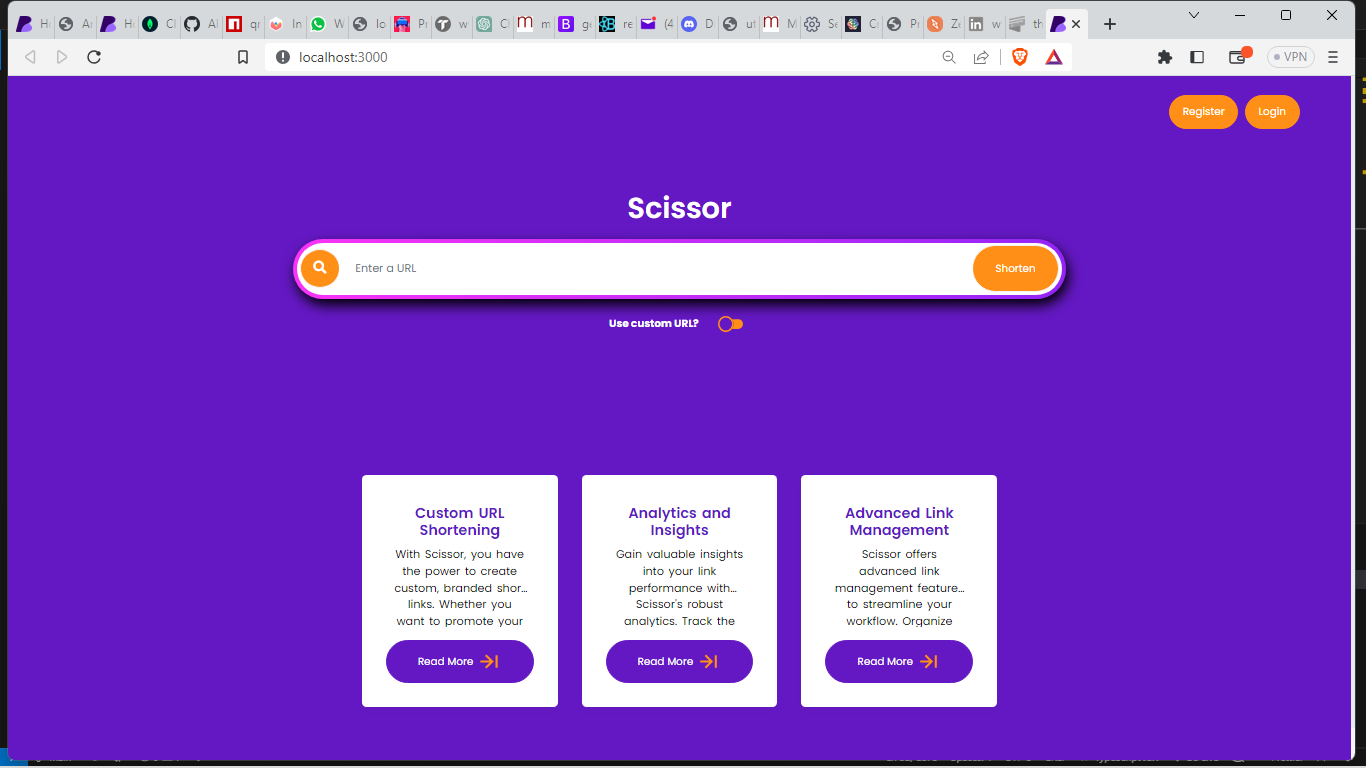 localhost:3000
VPN
Register
Login
Scissor
Enter a URL
Shorten
Use custom URL?
Custom URL
Shortening
With Scissor, you have
the power to create
custom, branded shor...
links. Whether you
want to promote your
Read More
Analytics and
Insights
Gain valuable insights
into your link
performance with...
Scissor's robust
analytics. Track the
Read More
Advanced Link
Management
Scissor offers
advanced link
management feature...
to streamline your
workflow. Organize
Read More